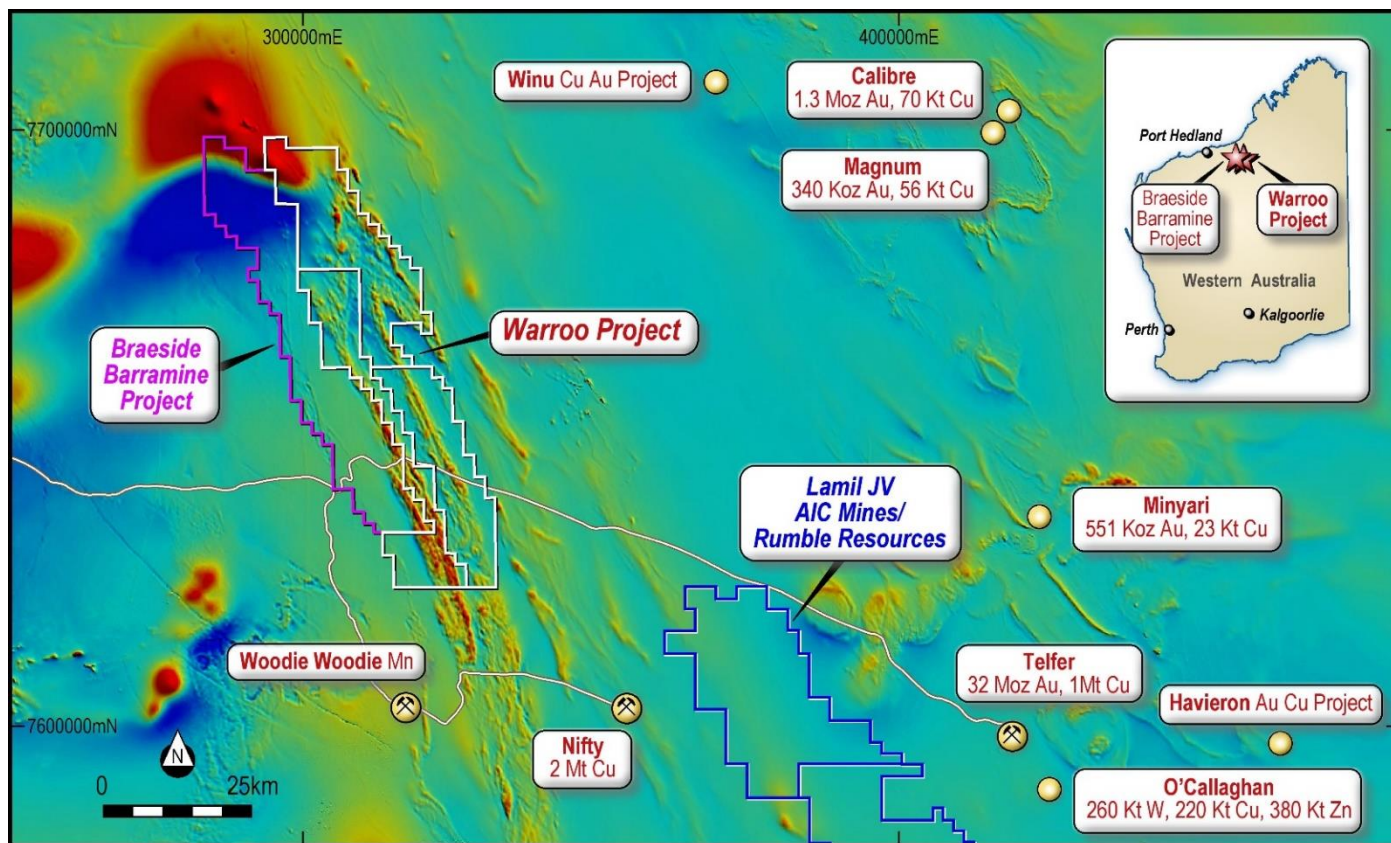 300000mE
400000mE
7700000mN
7600000mN
Winu Cu Au Project
Calibre
1.3 Moz Au, 70 Kt Cu
Magnum
340 Koz Au, 56 Kt Cu
Port Hedland
Braeside
Barramine
Project
Warroo
Project
Western Australia
Perth
Kalgoorlie
Braeside
Barramine
Project
Warroo Project
Lamil JV
AIC Mines/
Rumble Resources
Minyari
551 Koz Au, 23 Kt Cu
Woodie Woodie Mn
Telfer
32 Moz Au, 1Mt Cu
Havieron Au Cu Project
Nifty
2 Mt Cu
O'Callaghan
260 Kt W, 220 Kt Cu, 380 Kt Zn
N
0 25km